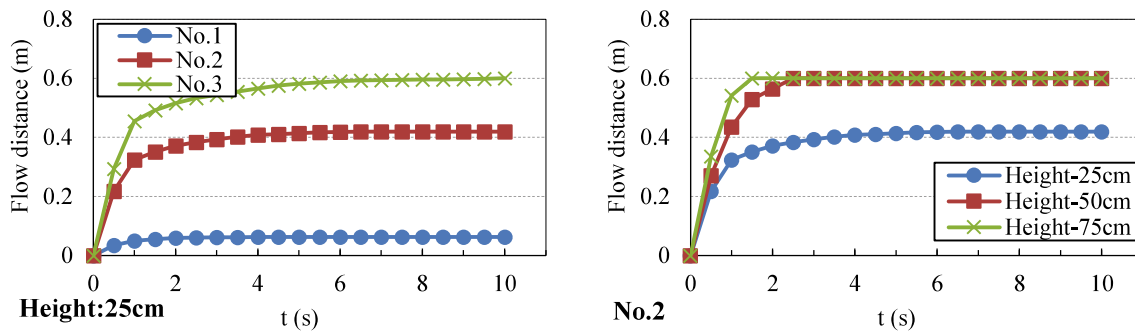 0.8
0.6
0.4
0.2
0
Flow distance (m)
No.1
No.2
No.3
0 2 4 6 8 10
t (s)
Height:25cm
0.8
0.6
0.4
0.2
0
Flow distance (m)
Height-25cm
Height-50cm
Height-75cm
0 2 4 6 8 10
t (s)
No.2